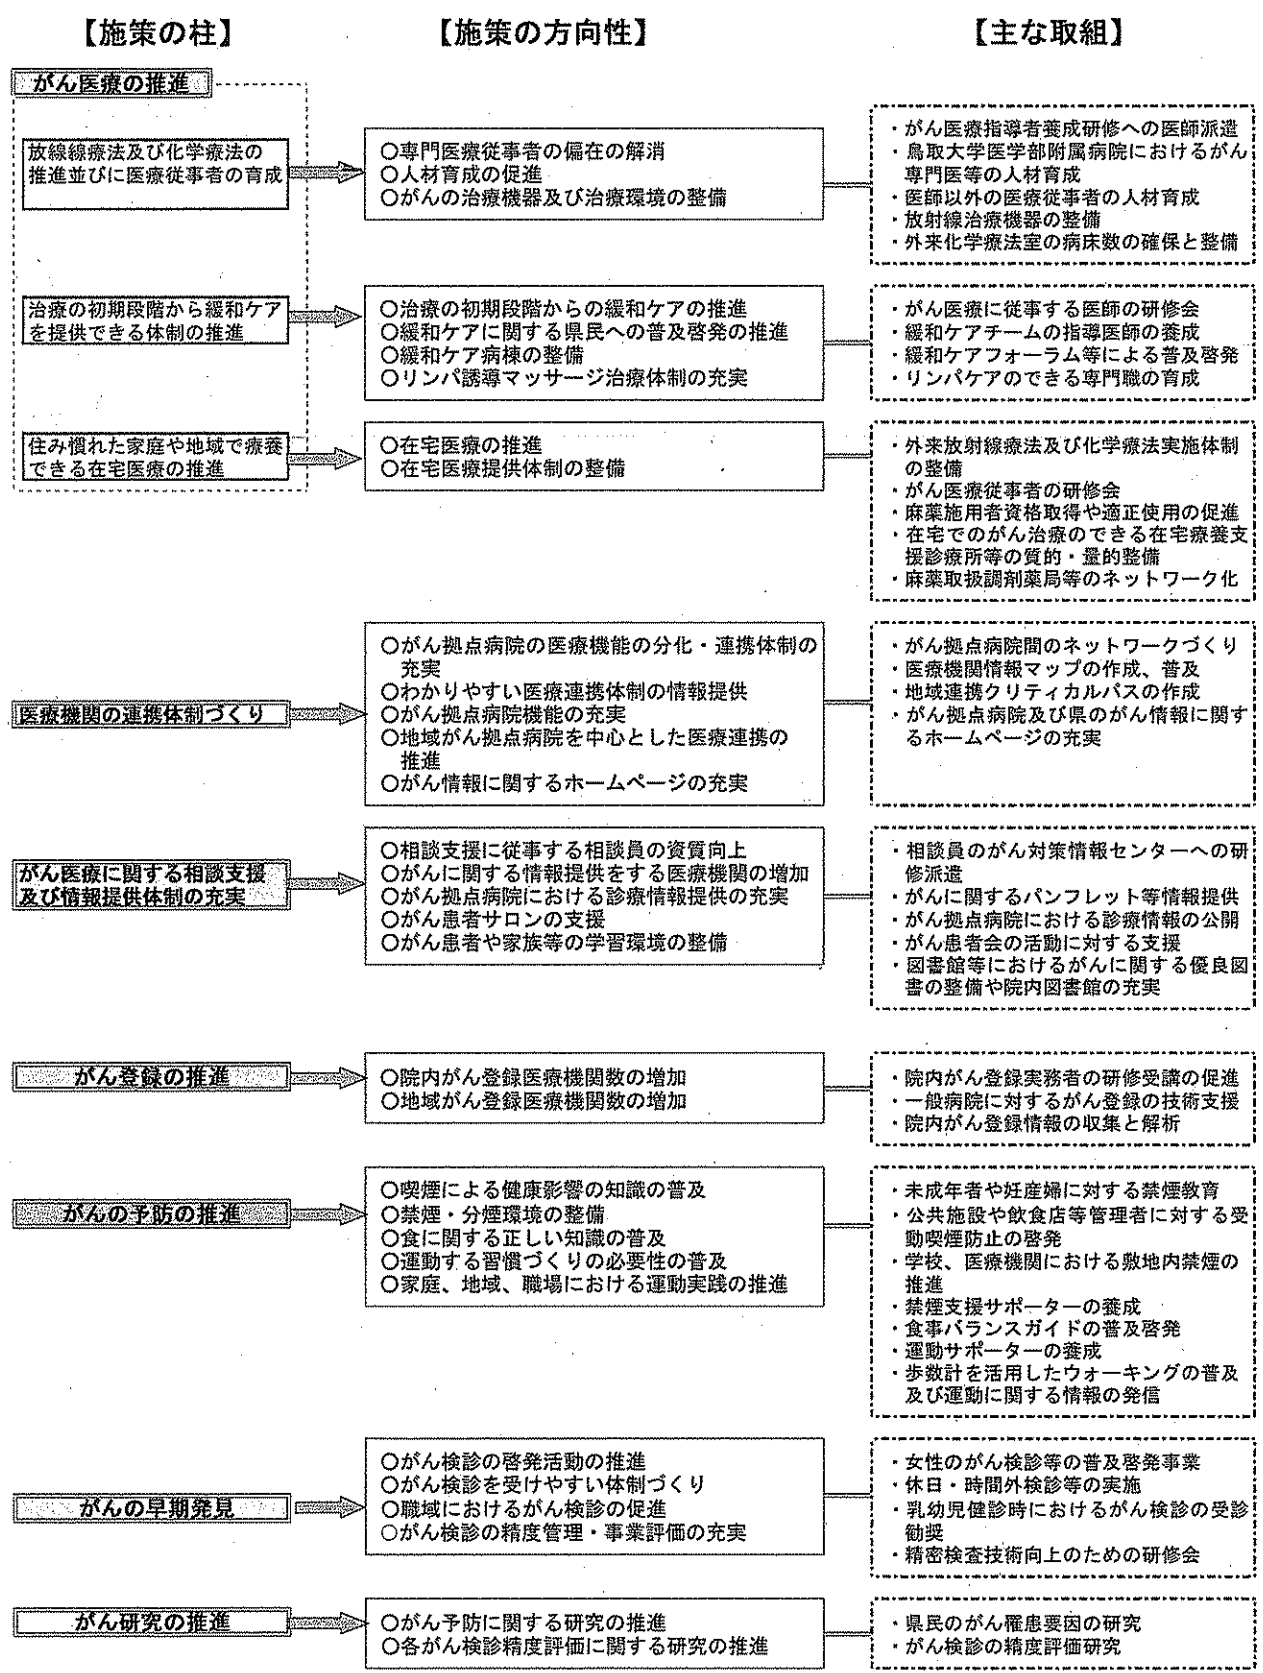 【施策の柱】
【施策の方向性】
【主な取組】
がん医療の推進
放線線療法及び化学療法の
推進並びに医療従事者の育成
○専門医療従事者の偏在の解消
○人材育成の促進
○がんの治療機器及び治療環境の整備
・がん医療指導者養成研修への医師派遣
・鳥取大学医学部附属病院におけるがん
専門医等の人材育成
・医師以外の医療従事者の人材育成
・放射線治療機器の整備
・外来化学療法室の病床数の確保と整備
治療の初期段階から緩和ケア
を提供できる体制の推進
○治療の初期段階からの緩和ケアの推進
○緩和ケアに関する県民への普及啓発の推進
○緩和ケア病棟の整備
○リンパ誘導マッサージ治療体制の充実
・がん医療に従事する医師の研修会
・緩和ケアチームの指導医師の養成
・緩和ケアフォーラム等による普及啓発
・リンパケアのできる専門職の育成
住み慣れた家庭や地域で療養
できる在宅医療の推進
○在宅医療の推進
○在宅医療提供体制の整備
・外来放射線療法及び化学療法実施体制
の整備
・がん医療従事者の研修会
・麻薬施用者資格取得や適正使用の促進
・在宅でのがん治療のできる在宅療養支
援診療所等の質的・量的整備
・麻薬取扱調剤薬局等のネットワーク化
医療機関の連携体制づくり
○がん拠点病院の医療機能の分化・連携体制の
充実
○わかりやすい医療連携体制の情報提供
○がん拠点病院機能の充実
○地域がん拠点病院を中心とした医療連携の
推進
○がん情報に関するホームページの充実
・がん拠点病院間のネットワークづくり
・医療機関情報マップの作成、普及
・地域連携クリティカルパスの作成
・がん拠点病院及び県のがん情報に関す
るホームページの充実
がん医療に関する相談支援
及び情報提供体制の充実
○相談支援に従事する相談員の資質向上
○がんに関する情報提供をする医療機関の増加
○がん拠点病院における診療情報提供の充実
○がん患者サロンの支援
○がん患者や家族等の学習環境の整備
・相談員のがん対策情報センターへの研
修派遣
・がんに関するパンフレット等情報提供
・がん拠点病院における診療情報の公開
・がん患者会の活動に対する支援
・図書館等におけるがんに関する優良図
書の整備や院内図書館の充実
がん登録の推進
○院内がん登録医療機関数の増加
○地域がん登録医療機関数の増加
・院内がん登録実務者の研修受講の促進
・一般病院に対するがん登録の技術支援
・院内がん登録情報の収集と解析
がんの予防の推進
○喫煙による健康影響の知識の普及
○禁煙・分煙環境の整備
○食に関する正しい知識の普及
○運動する習慣づくりの必要性の普及
○家庭、地域、職場における運動実践の推進
・未成年者や妊産婦に対する禁煙教育
・公共施設や飲食店等管理者に対する受
動喫煙防止の啓発
・学校、医療機関における敷地内禁煙の
推進
・禁煙支援サポーターの養成
・食事バランスガイドの普及啓発
・運動サポーターの養成
・歩数計を活用したウォーキングの普及
及び運動に関する情報の発信
がんの早期発見
○がん検診の啓発活動の推進
○がん検診を受けやすい体制づくり
○職域におけるがん検診の促進
○がん検診の精度管理・事業評価の充実
・女性のがん検診等の普及啓発事業
・休日・時間外検診等の実施
・乳幼児健診時におけるがん検診の受診
勧奨
・精密検査技術向上のための研修会
がん研究の推進
○がん予防に関する研究の推進
○各がん検診精度評価に関する研究の推進
・県民のがん罹患要因の研究
・がん検診の精度評価研究